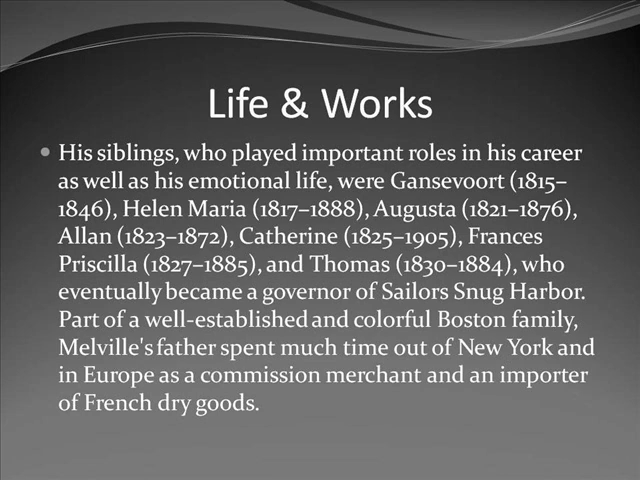 Life & Works
His siblings, who played important roles in his career
as well as his emotional life, were Gansevoort (1815–
1846), Helen Maria (1817–1888), Augusta (1821–1876),
Allan (1823–1872), Catherine (1825–1905), Frances
Priscilla (1827–1885), and Thomas (1830–1884), who
eventually became a governor of Sailors Snug Harbor.
Part of a well-established and colorful Boston family,
Melville's father spent much time out of New York and
in Europe as a commission merchant and an importer
of French dry goods.